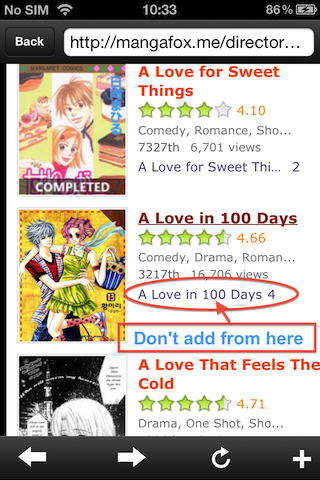 No SIM 10:33 86%
Back http://mangafox.me/director...
MARGARET COMICS
COMPLETED
A Love for Sweet
Things
4.10
Comedy, Romance, Sho...
7327th 6,701 views
A Love for Sweet Thi... 2
15
A Love in 100 Days
4.66
Comedy, Drama, Roman...
3217th 16,706 views
A Love in 100 Days 4
Don't add from here
A Love That Feels The
Cold
4.71
Drama, One Shot, Sho...